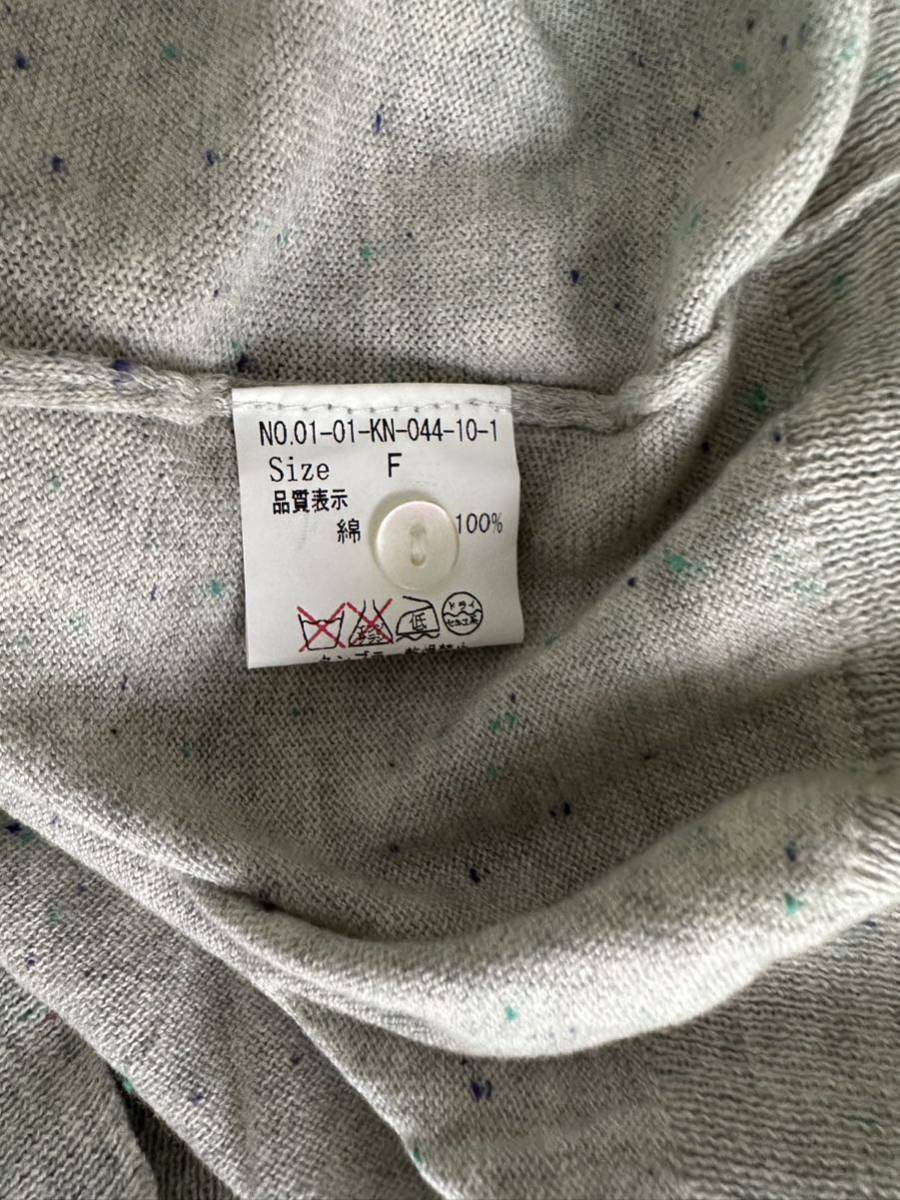 NO.01-01-KN-044-10-1
Size F
品質表示
綿 100%
低
ドライ
セキユ系